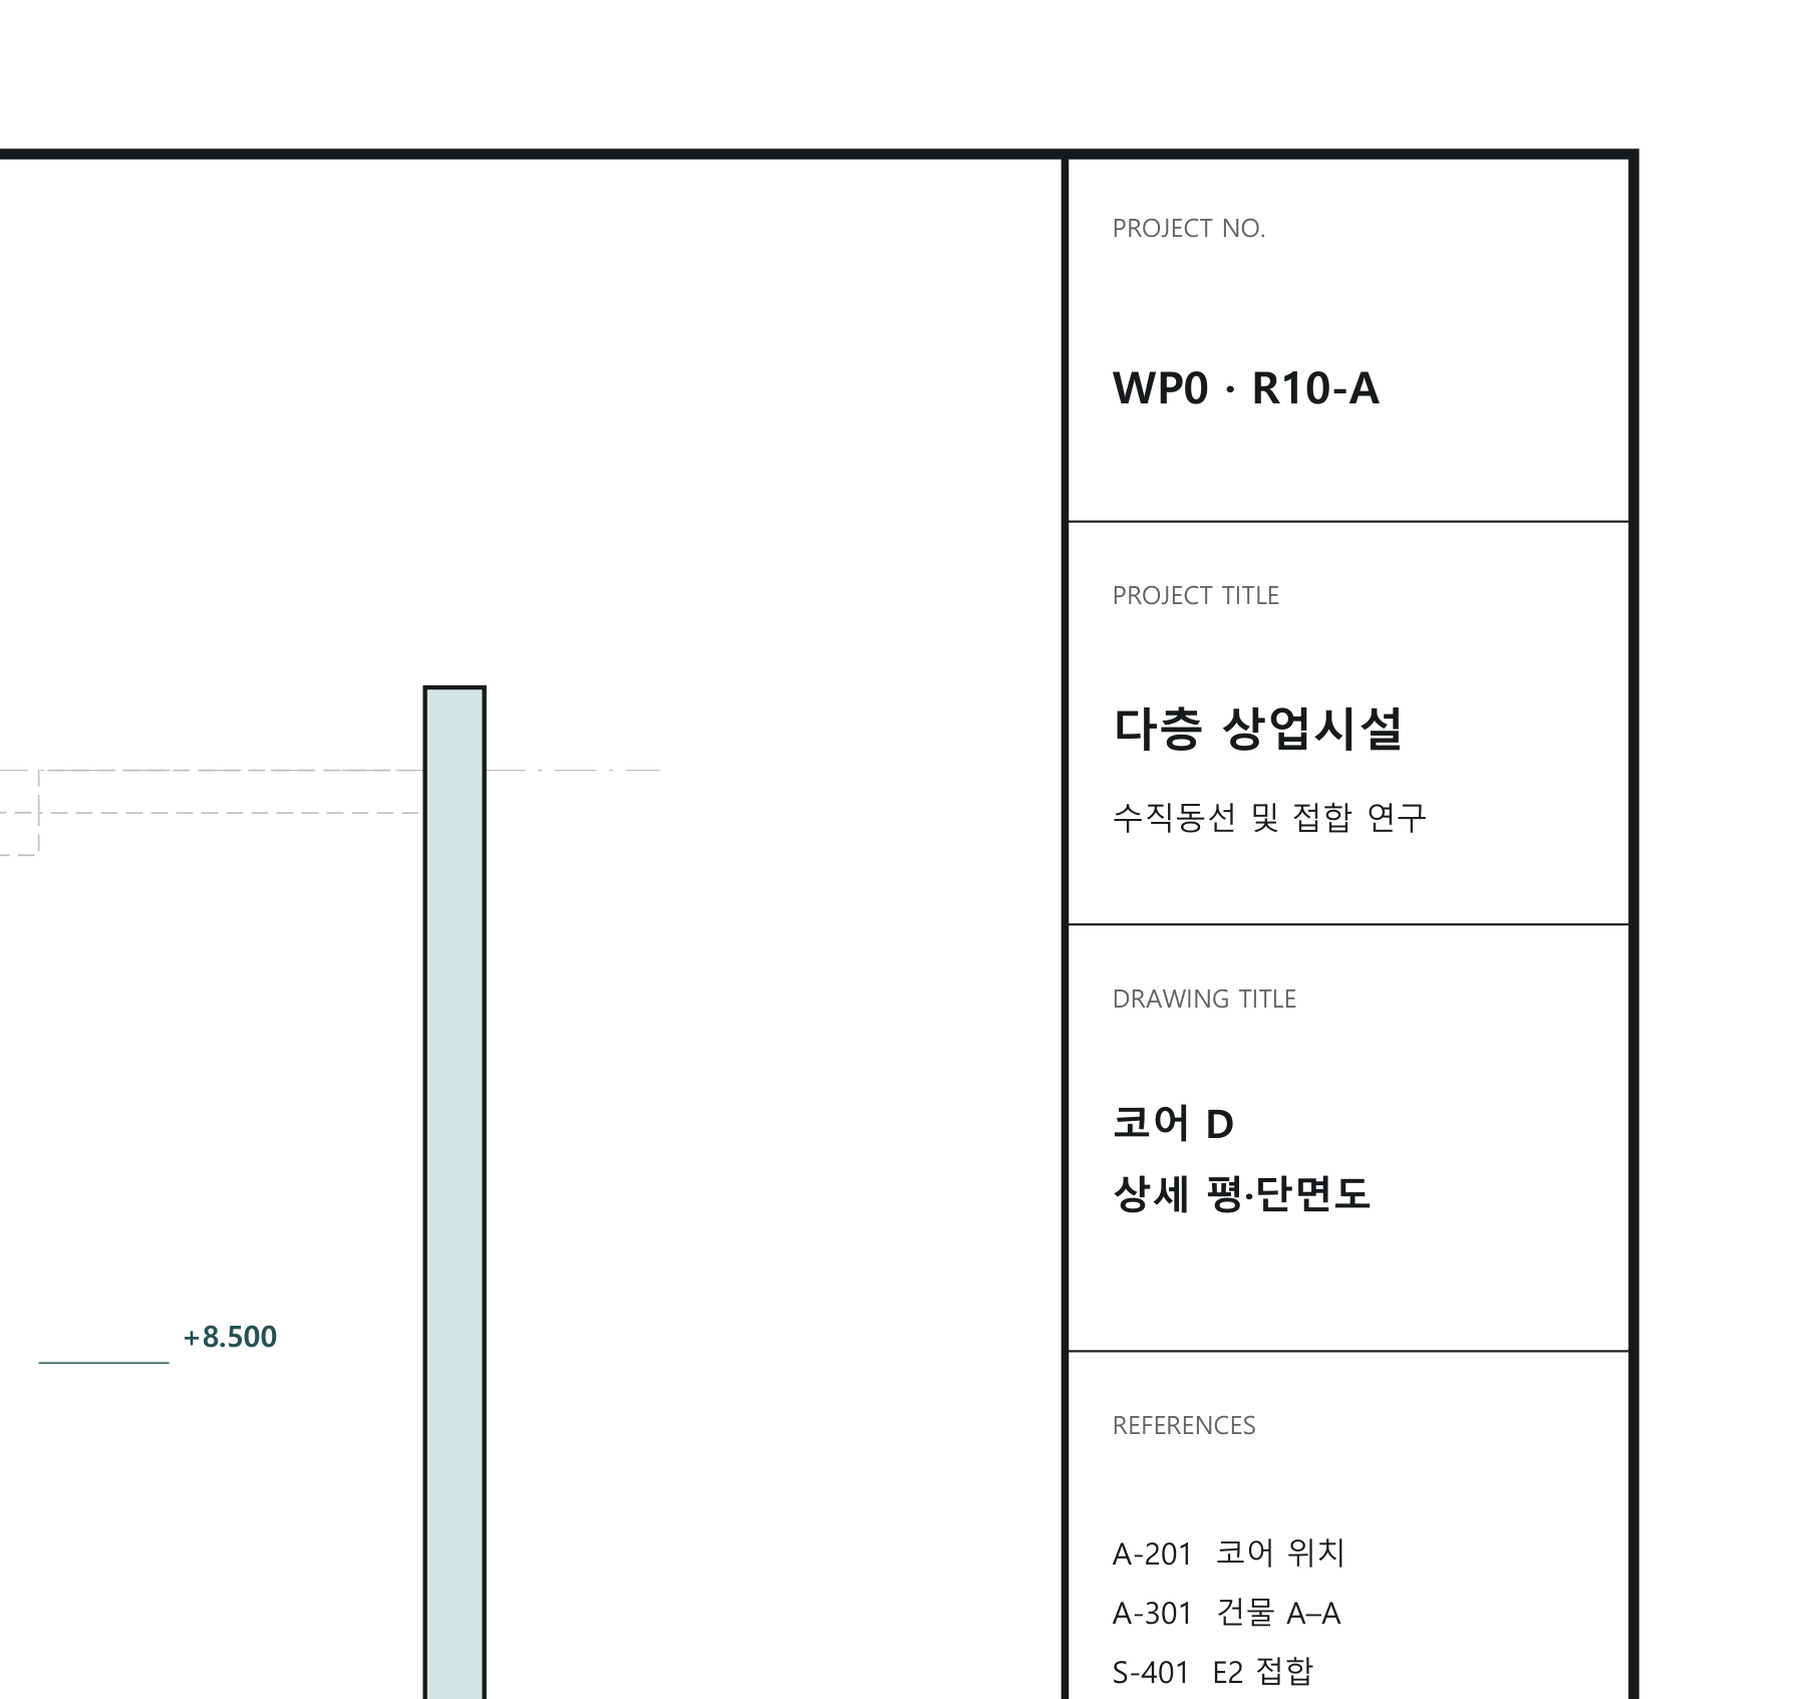 PROJECT NO.
WP0 · R10-A
PROJECT TITLE
다층 상업시설
수직동선 및 접합 연구
DRAWING TITLE
코어 D
상세 평·단면도
+8.500
REFERENCES
A-201 코어 위치
A-301 건물 A–A
S-401 E2 접합